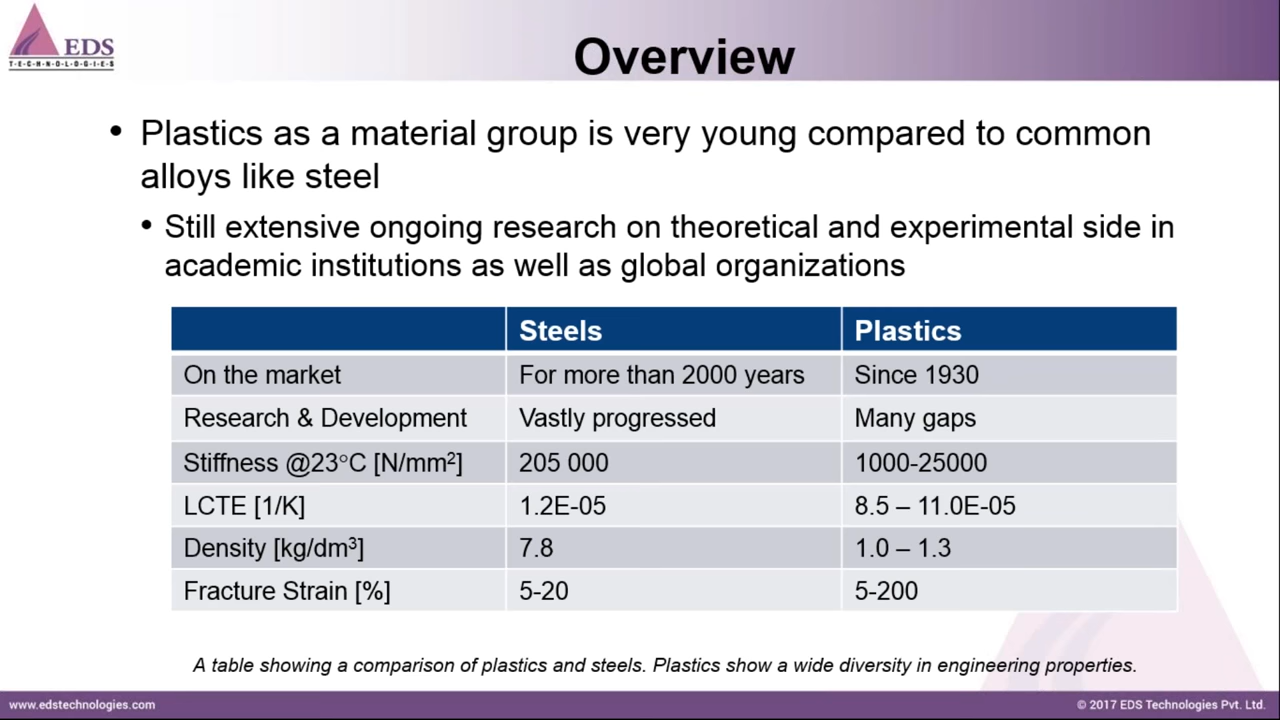 EDS
T·E·C·H·N·O·L·O·G·I·E·S
Overview
• Plastics as a material group is very young compared to common
alloys like steel
• Still extensive ongoing research on theoretical and experimental side in
academic institutions as well as global organizations
Steels Plastics
On the market For more than 2000 years Since 1930
Research & Development Vastly progressed Many gaps
Stiffness @23°C [N/mm²] 205 000 1000-25000
LCTE [1/K] 1.2E-05 8.5 – 11.0E-05
Density [kg/dm³] 7.8 1.0 – 1.3
Fracture Strain [%] 5-20 5-200
A table showing a comparison of plastics and steels. Plastics show a wide diversity in engineering properties.
www.edstechnologies.com © 2017 EDS Technologies Pvt. Ltd.